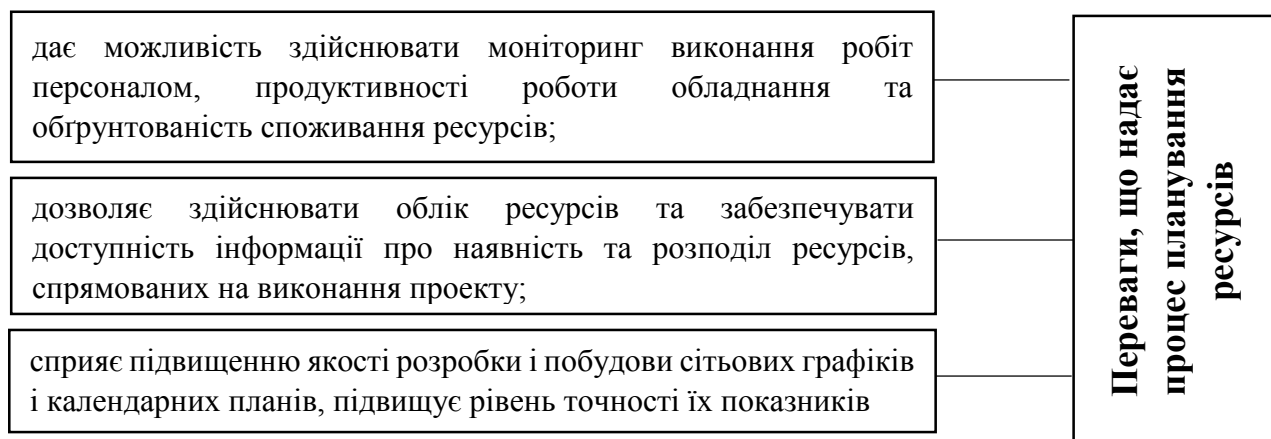 дає можливість здійснювати моніторинг виконання робіт
персоналом, продуктивності роботи обладнання та
обґрунтованість споживання ресурсів;
дозволяє здійснювати облік ресурсів та забезпечувати
доступність інформації про наявність та розподіл ресурсів,
спрямованих на виконання проекту;
сприяє підвищенню якості розробки і побудови сітьових графіків
і календарних планів, підвищує рівень точності їх показників
Переваги, що надає
процес планування
ресурсів